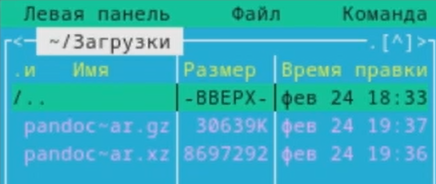 Левая панель Файл Команда
<— ~/Загрузки .[^]>
.и Имя Размер Время правки
/.. -ВВЕРХ- фев 24 18:33
pandoc~ar.gz 30639K фев 24 19:37
pandoc~ar.xz 8697292 фев 24 19:36